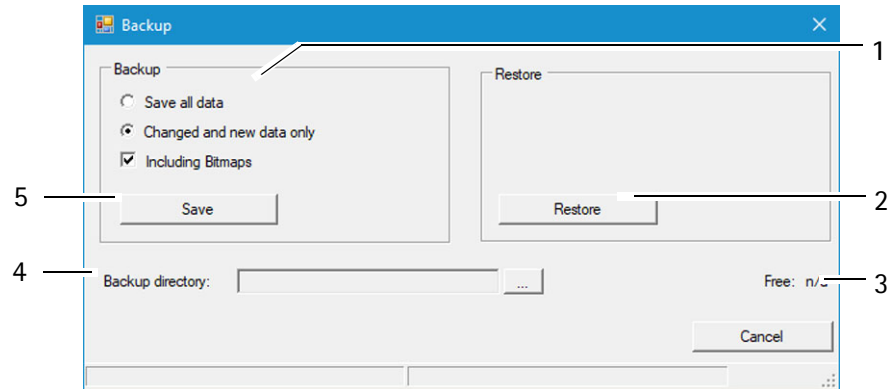 Backup
1
Backup
Restore
Save all data
Changed and new data only
Including Bitmaps
5
Save
Restore
2
4
Backup directory:
...
Free: n/a
3
Cancel